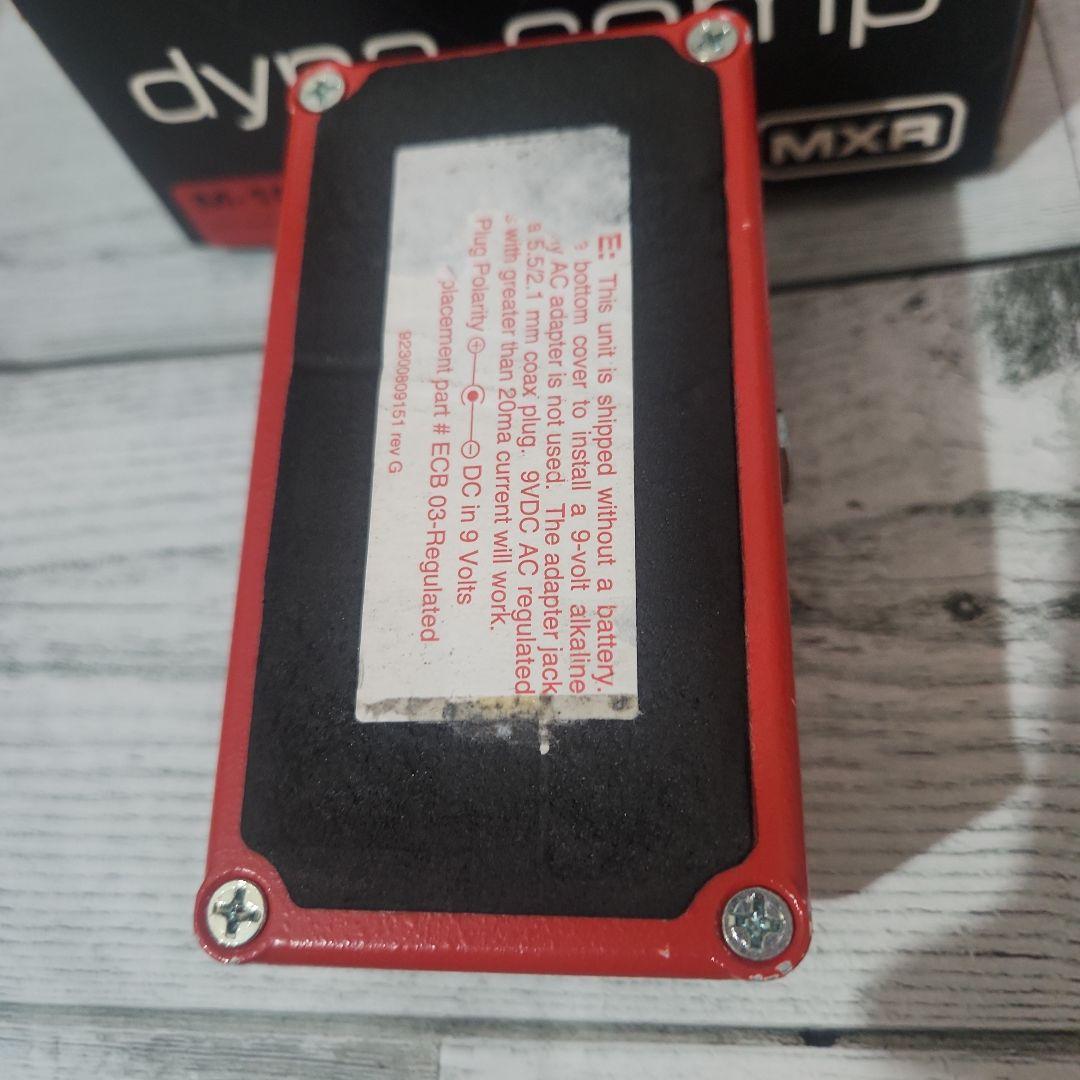 dyna comp
MXR
E: This unit is shipped without a battery.
bottom cover to install a 9-volt alkaline
AC adapter is not used. The adapter jack
a 5.5/2.1 mm coax plug. 9VDC AC regulated
with greater than 20ma current will work.
Plug Polarity ⊕ ⊖ DC in 9 Volts
placement part # ECB 03-Regulated
92300809151 rev G